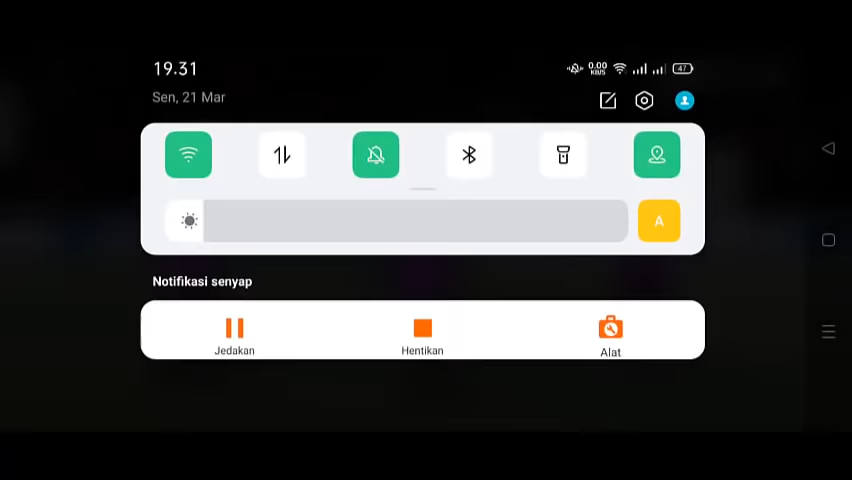 19.31
0.00
KB/S
47
Sen, 21 Mar
A
Notifikasi senyap
Jedakan
Hentikan
Alat